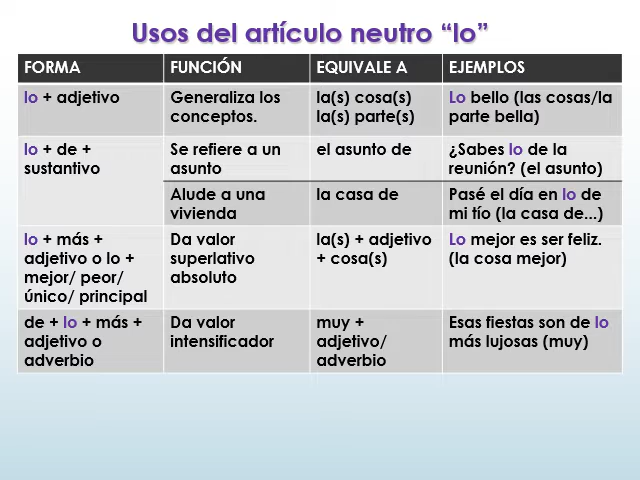 Usos del artículo neutro “lo”
FORMA FUNCIÓN EQUIVALE A EJEMPLOS
lo + adjetivo
Generaliza los
conceptos.
la(s) cosa(s)
la(s) parte(s)
Lo bello (las cosas/la
parte bella)
lo + de +
sustantivo
Se refiere a un
asunto
el asunto de
¿Sabes lo de la
reunión? (el asunto)
Alude a una
vivienda
la casa de
Pasé el día en lo de
mi tío (la casa de...)
lo + más +
adjetivo o lo +
mejor/ peor/
único/ principal
Da valor
superlativo
absoluto
la(s) + adjetivo
+ cosa(s)
Lo mejor es ser feliz.
(la cosa mejor)
de + lo + más +
adjetivo o
adverbio
Da valor
intensificador
muy +
adjetivo/
adverbio
Esas fiestas son de lo
más lujosas (muy)